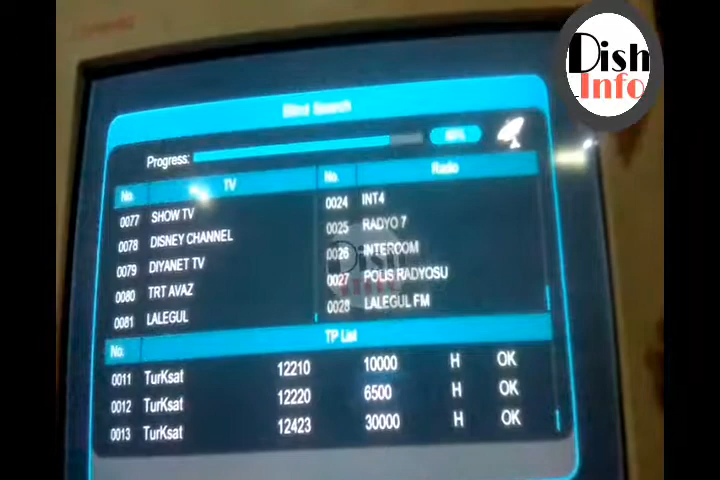 Dish
Info
Blind Search
Progress:
No. TV No. Radio
0077 SHOW TV 0024 INT4
0078 DISNEY CHANNEL 0025 RADYO 7
0079 DIYANET TV 0026 INTERCOM
0080 TRT AVAZ 0027 POLIS RADYOSU
0081 LALEGUL 0028 LALEGUL FM
Dish
Info
No. TP List
0011 TurKsat 12210 10000 H OK
0012 TurKsat 12220 6500 H OK
0013 TurKsat 12423 30000 H OK